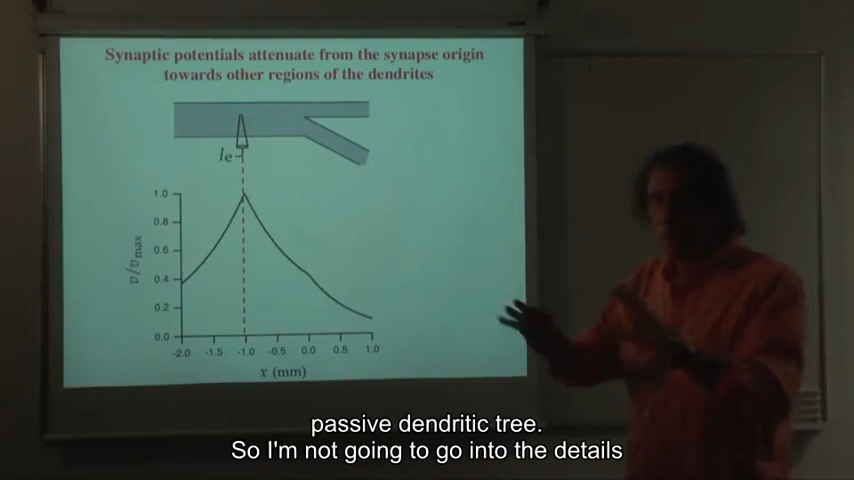 Synaptic potentials attenuate from the synapse origin
towards other regions of the dendrites
Ie
1.0
0.8
0.6
0.4
0.2
0.0
v/vmax
-2.0 -1.5 -1.0 -0.5 0.0 0.5 1.0
x (mm)
passive dendritic tree.
So I'm not going to go into the details